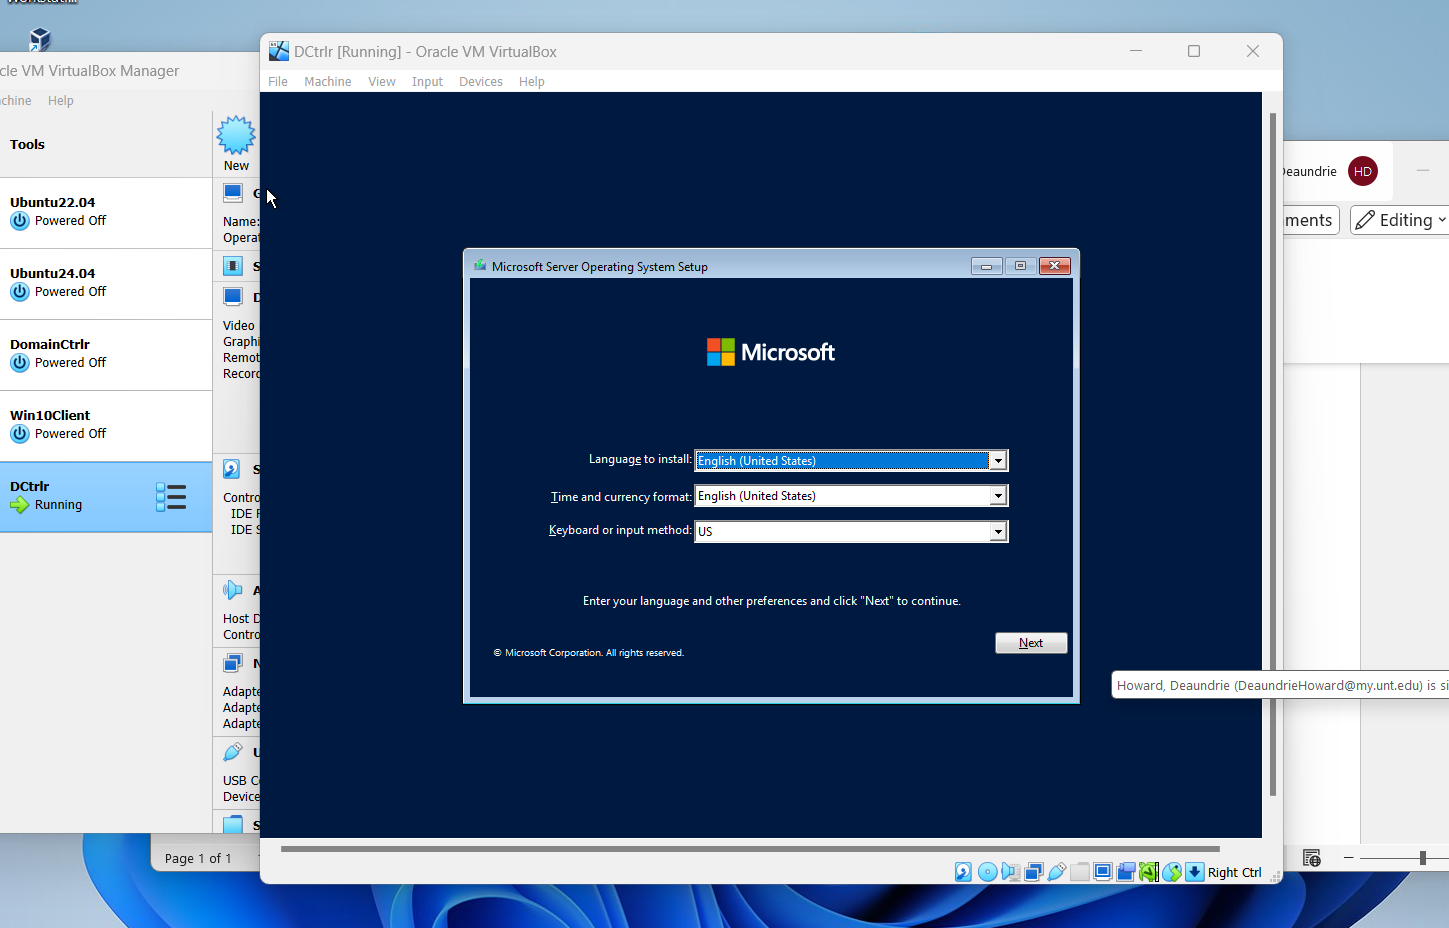 cle VM VirtualBox Manager
chine Help
Tools
New
Ubuntu22.04
Powered Off
Ubuntu24.04
Powered Off
DomainCtrlr
Powered Off
Win10Client
Powered Off
DCtrlr
Running
Name:
Operat
Video
Graphi
Remot
Record
Contro
IDE
IDE S
Host D
Contro
Adapte
Adapte
Adapte
USB C
Device
Page 1 of 1
DCtrlr [Running] - Oracle VM VirtualBox
File Machine View Input Devices Help
Microsoft Server Operating System Setup
Microsoft
Language to install: English (United States)
Time and currency format: English (United States)
Keyboard or input method: US
Enter your language and other preferences and click "Next" to continue.
Next
© Microsoft Corporation. All rights reserved.
Right Ctrl
Deaundrie HD
ments Editing
Howard, Deaundrie (DeaundrieHoward@my.unt.edu) is si